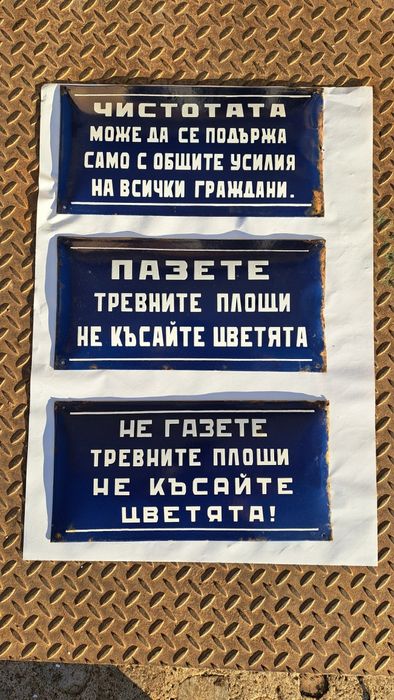 ЧИСТОТАТА
МОЖЕ ДА СЕ ПОДЪРЖА
САМО С ОБЩИТЕ УСИЛИЯ
НА ВСИЧКИ ГРАЖДАНИ.
ПАЗЕТЕ
ТРЕВНИТЕ ПЛОЩИ
НЕ КЪСАЙТЕ ЦВЕТЯТА
НЕ ГАЗЕТЕ
ТРЕВНИТЕ ПЛОЩИ
НЕ КЪСАЙТЕ
ЦВЕТЯТА!